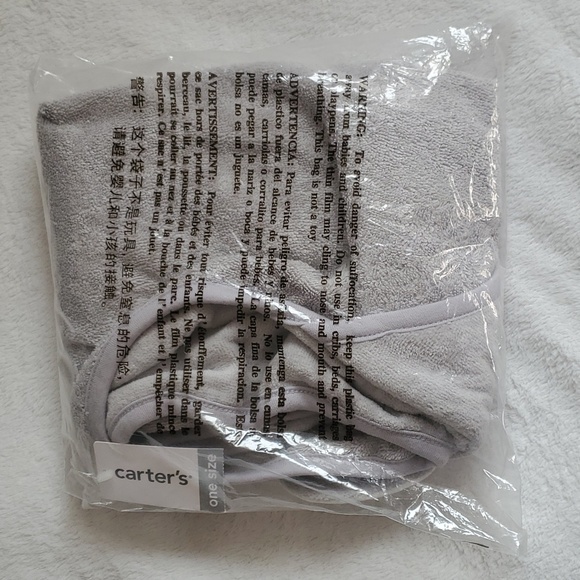 WARNING: To avoid danger of suffocation, keep this plastic bag
away from babies and children. Do not use in cribs, beds, carriages
or playpens. The thin film may cling to nose and mouth and prevent
breathing. This bag is not a toy
ADVERTENCIA: Para evitar peligro de asfixia, mantenga esta bolsa
de plastico fuera del alcance de bebés y niños. No lo use en cunas
camas, carriolas o corralito para bebés. La capa fina de la bolsa
puede pegar a la nariz o boca y puede impedir la respiracion. Esta
bolsa no es un juguete.
AVERTISSEMENT: Pour éviter tous risque d'étouffement, garder
ce sac hors de portée des bébés et des enfants. Ne pas utiliser dans le
berceau, le lit, la poussette ou dans le parc. Le film plastique mince
pourrait se coller au nez et à la bouche de l'enfant et l'empêcher de
respirer. Ce sac n'est pas un jouet.
警告: 这个袋子不是玩具, 避免窒息的危险,
请避免婴儿和小孩的接触.
carter's
one size